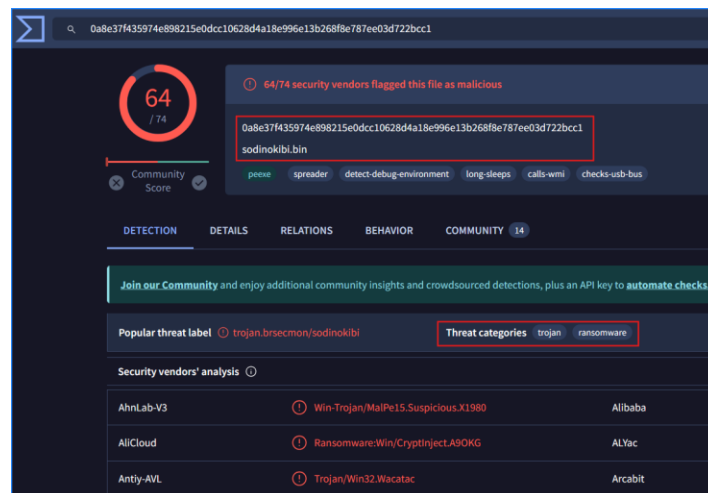 0a8e37f435974e898215e0dcc10628d4a18e996e13b268f8e787ee03d722bcc1
64
/ 74
Community
Score
64/74 security vendors flagged this file as malicious
0a8e37f435974e898215e0dcc10628d4a18e996e13b268f8e787ee03d722bcc1
sodinokibi.bin
peexe spreader detect-debug-environment long-sleeps calls-wmi checks-usb-bus
DETECTION DETAILS RELATIONS BEHAVIOR COMMUNITY 14
Join our Community and enjoy additional community insights and crowdsourced detections, plus an API key to automate checks.
Popular threat label trojan.brsecmon/sodinokibi Threat categories trojan ransomware
Security vendors' analysis
AhnLab-V3 Win-Trojan/MalPe15.Suspicious.X1980 Alibaba
AliCloud Ransomware:Win/CryptInject.A9OKG ALYac
Antiy-AVL Trojan/Win32.Wacatac Arcabit